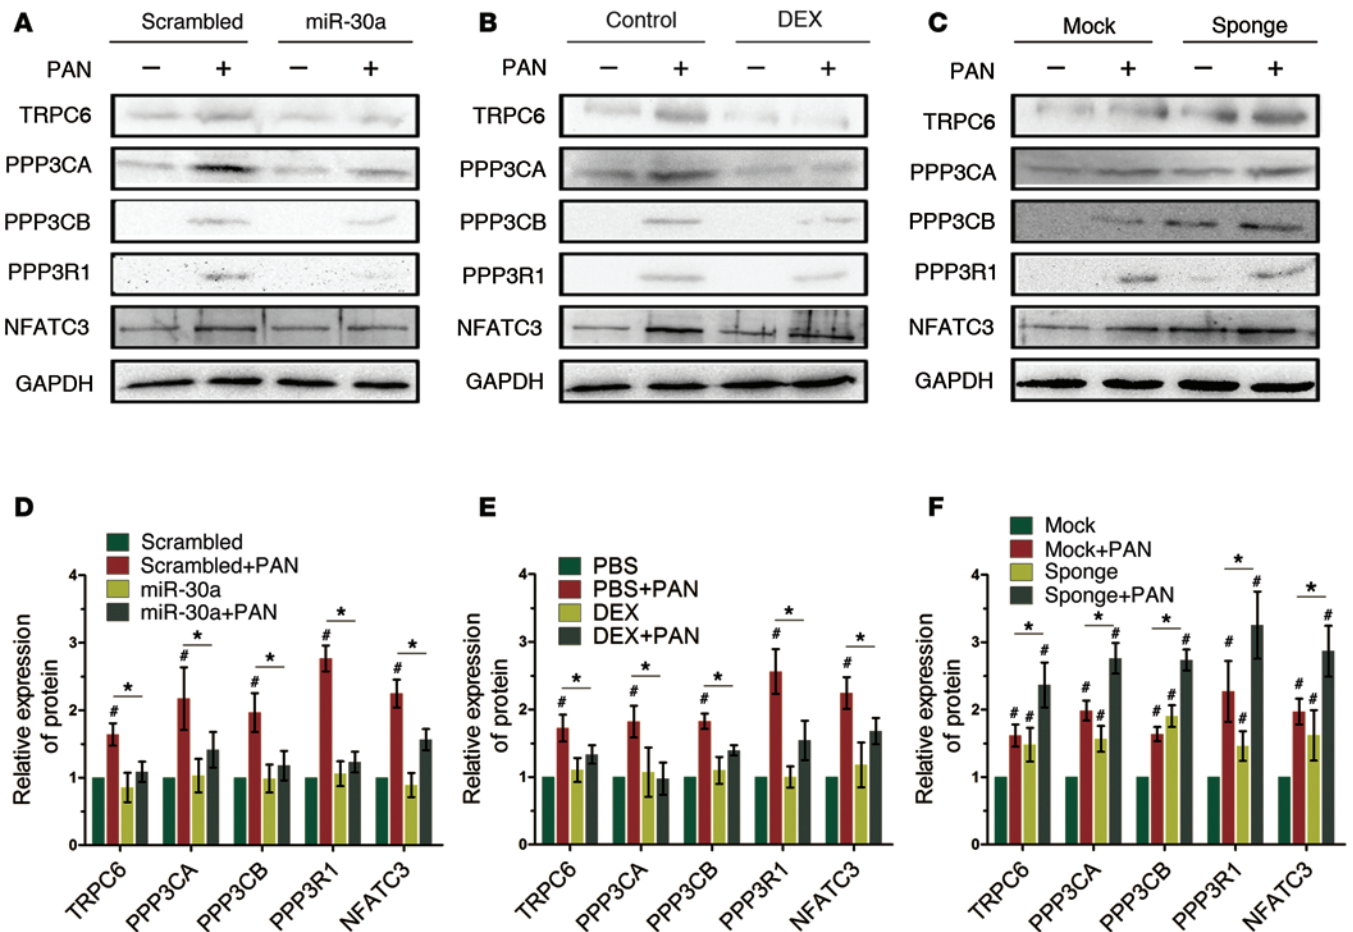 A
Scrambled miR-30a
PAN − + − +
TRPC6
PPP3CA
PPP3CB
PPP3R1
NFATC3
GAPDH
B
Control DEX
PAN − + − +
TRPC6
PPP3CA
PPP3CB
PPP3R1
NFATC3
GAPDH
C
Mock Sponge
PAN − + − +
TRPC6
PPP3CA
PPP3CB
PPP3R1
NFATC3
GAPDH
D
Scrambled
Scrambled+PAN
miR-30a
miR-30a+PAN
Relative expression
of protein
4
3
2
1
0
# * # * # * # * # *
TRPC6 PPP3CA PPP3CB PPP3R1 NFATC3
E
PBS
PBS+PAN
DEX
DEX+PAN
Relative expression
of protein
4
3
2
1
0
# * # * # * # * # *
TRPC6 PPP3CA PPP3CB PPP3R1 NFATC3
F
Mock
Mock+PAN
Sponge
Sponge+PAN
Relative expression
of protein
4
3
2
1
0
# # * # # # * # # # * # # # * # # # * #
TRPC6 PPP3CA PPP3CB PPP3R1 NFATC3